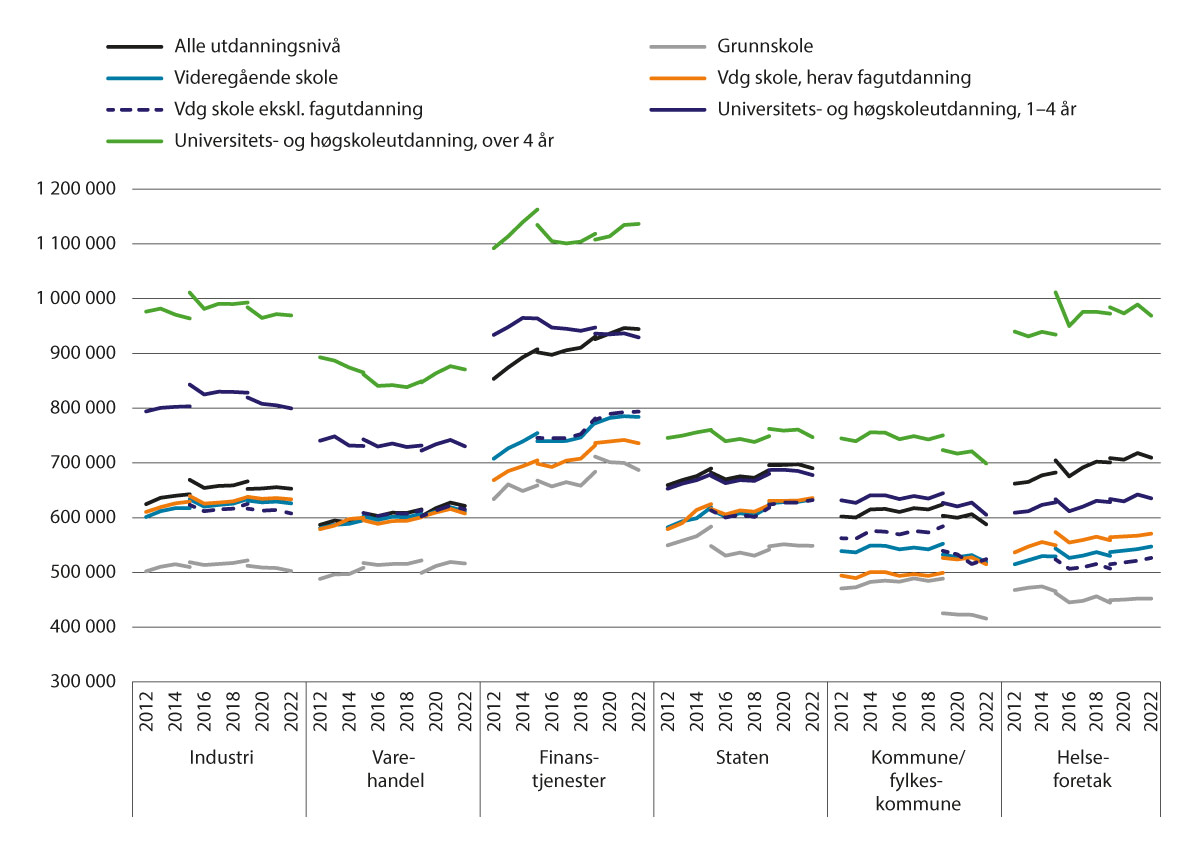 Alle utdanningsnivå
Grunnskole
Videregående skole
Vdg skole, herav fagutdanning
Vdg skole ekskl. fagutdanning
Universitets- og høgskoleutdanning, 1–4 år
Universitets- og høgskoleutdanning, over 4 år
1 200 000
1 100 000
1 000 000
900 000
800 000
700 000
600 000
500 000
400 000
300 000
2012 2014 2016 2018 2020 2022 2012 2014 2016 2018 2020 2022 2012 2014 2016 2018 2020 2022 2012 2014 2016 2018 2020 2022 2012 2014 2016 2018 2020 2022 2012 2014 2016 2018 2020 2022
Industri
Vare-
handel
Finans-
tjenester
Staten
Kommune/
fylkes-
kommune
Helse-
foretak